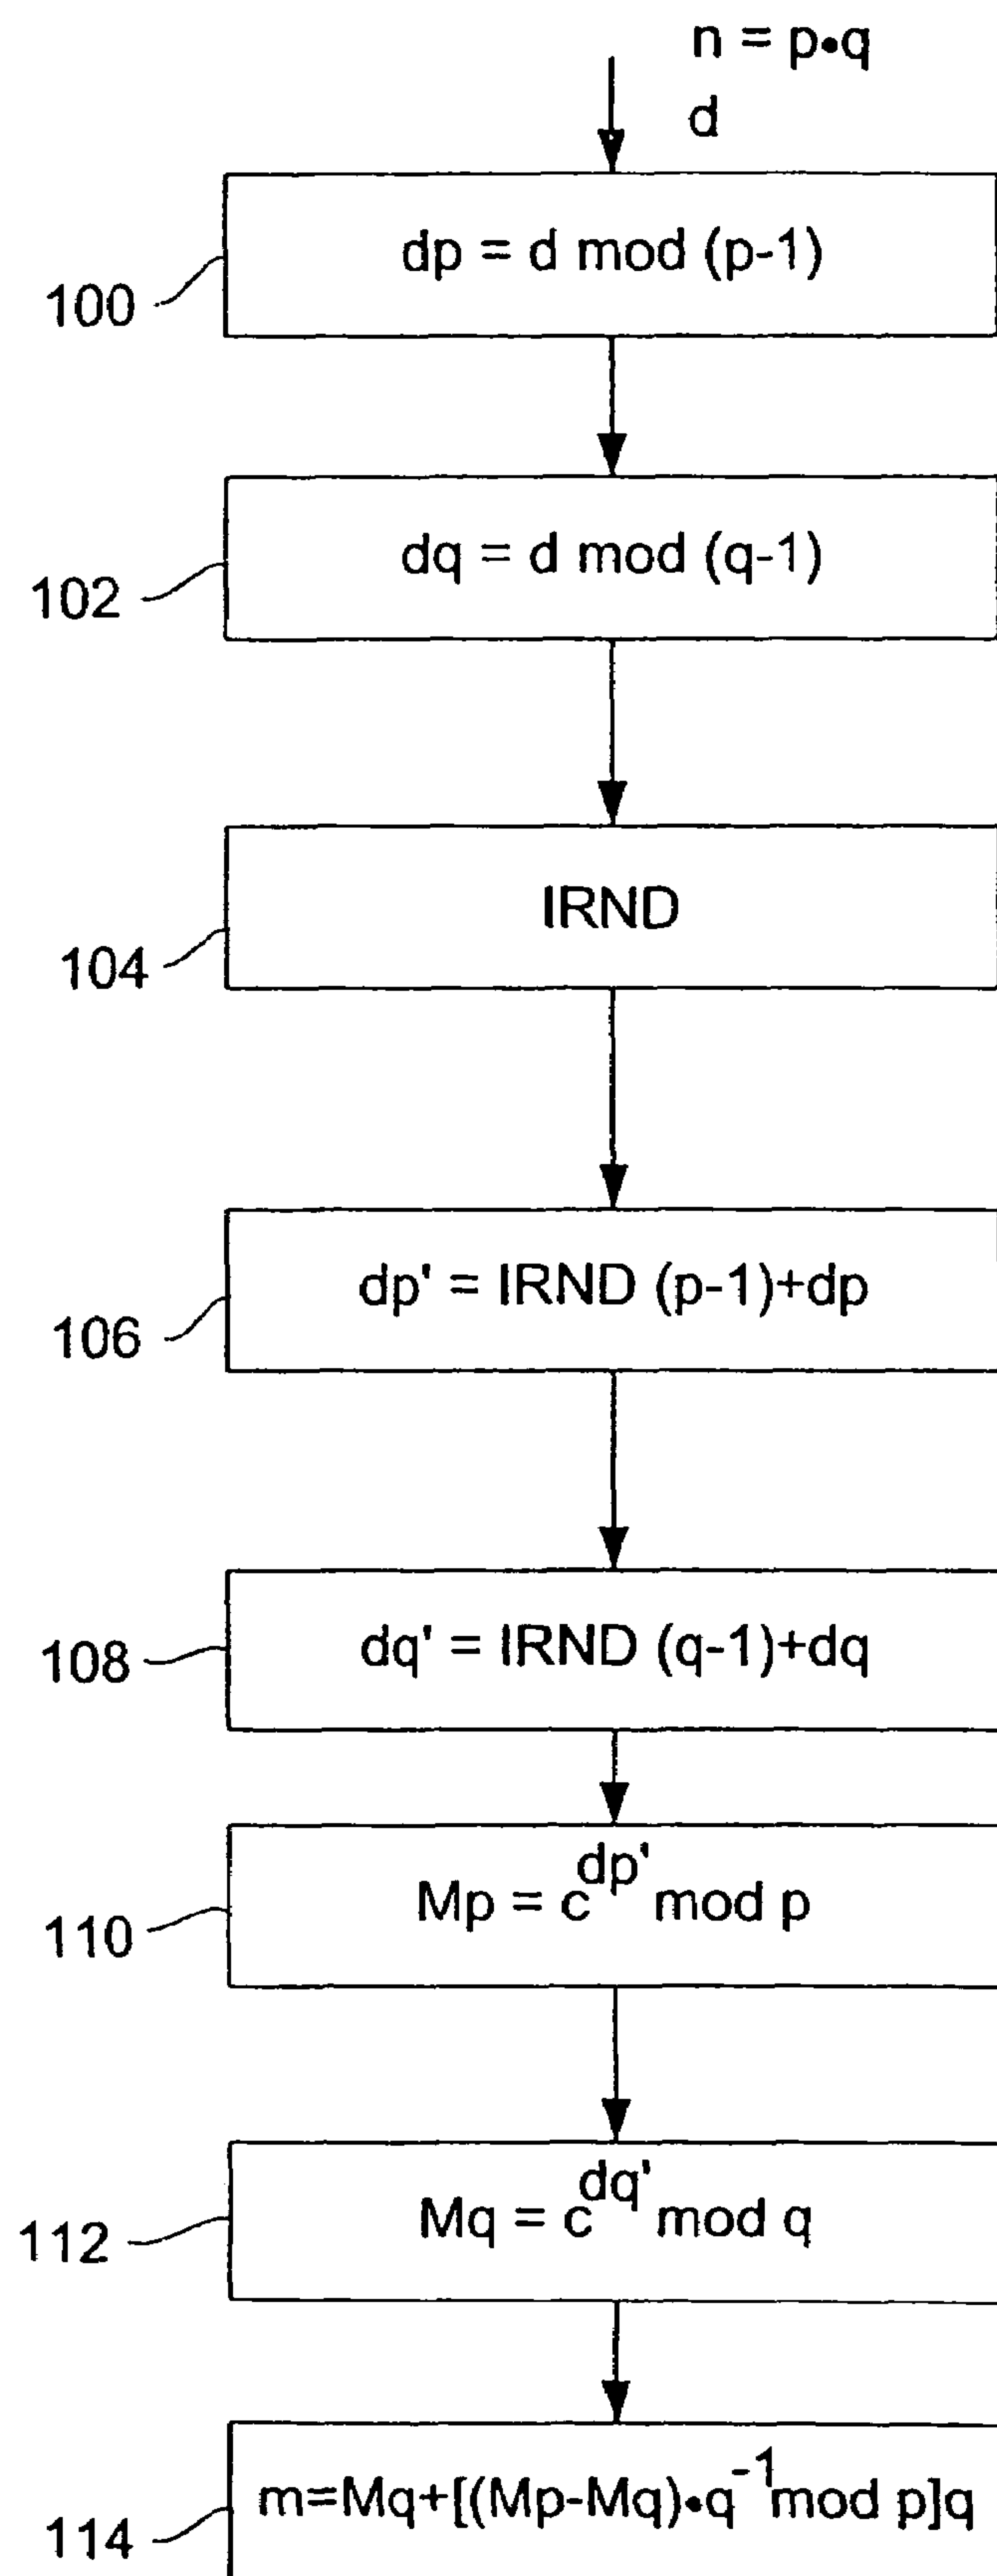 n = p•q
d
dp = d mod (p-1)
100
dq = d mod (q-1)
102
IRND
104
dp' = IRND (p-1)+dp
106
dq' = IRND (q-1)+dq
108
Mp = c^dp' mod p
110
Mq = c^dq' mod q
112
m=Mq+[(Mp-Mq)•q^-1 mod p]q
114